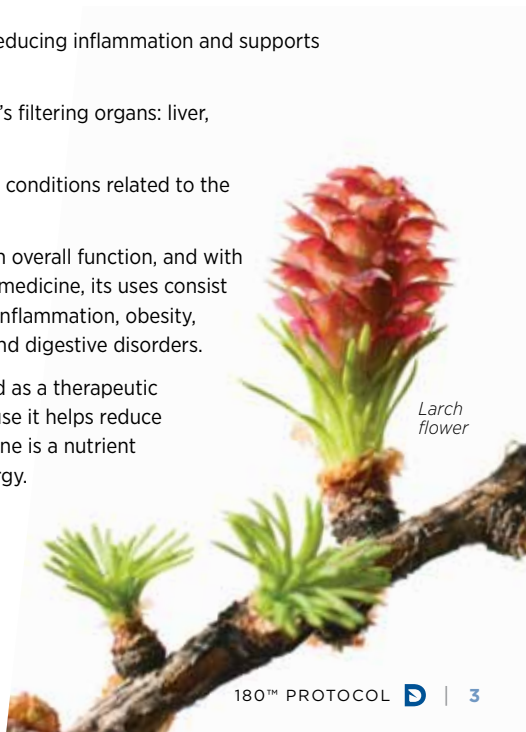 educing inflammation and supports
's filtering organs: liver,
conditions related to the
n overall function, and with
medicine, its uses consist
nflammation, obesity,
nd digestive disorders.
d as a therapeutic
use it helps reduce
ne is a nutrient
rgy.
Larch
flower
180™ PROTOCOL D | 3